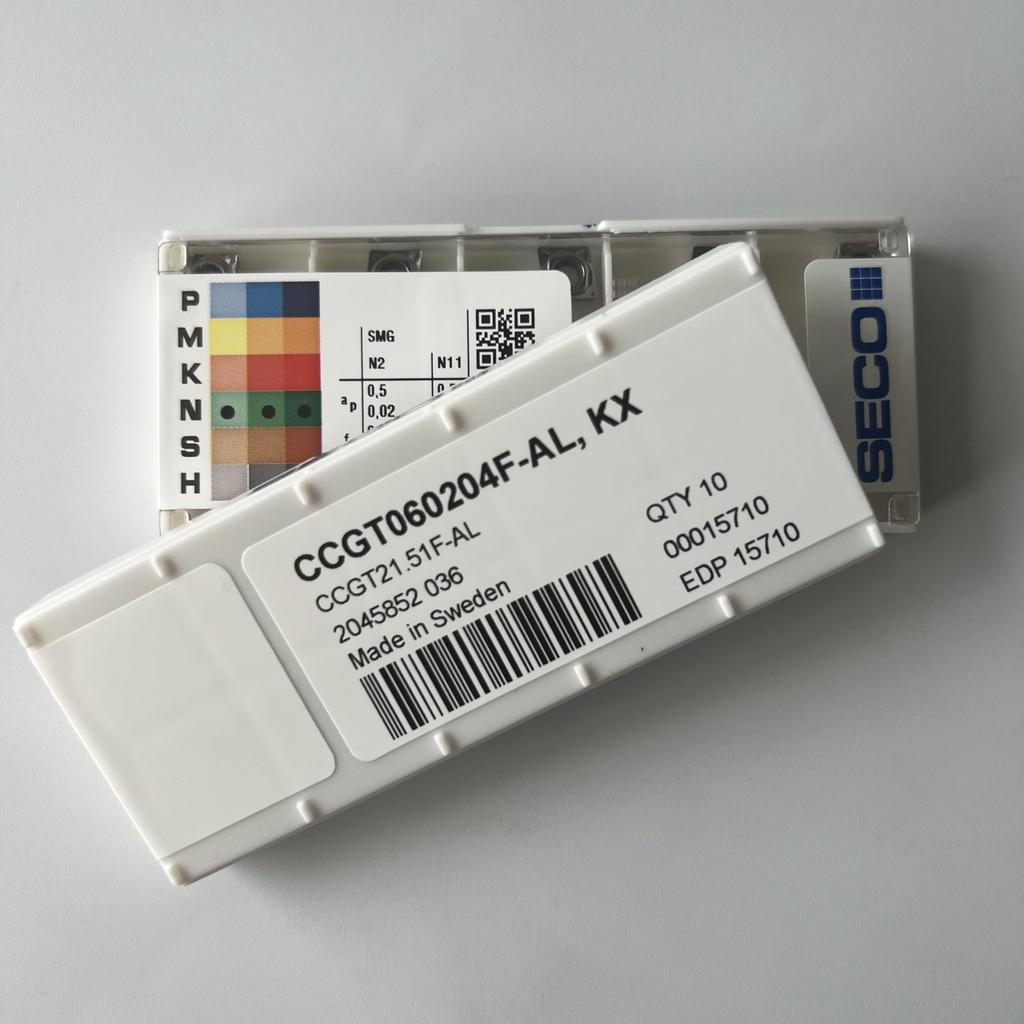 P
M
K
N
S
H
SMG
N2 N11
ap 0,5
0,02
f
SECO
CCGT060204F-AL, KX
CCGT21.51F-AL
2045852 036
Made in Sweden
QTY 10
00015710
EDP 15710